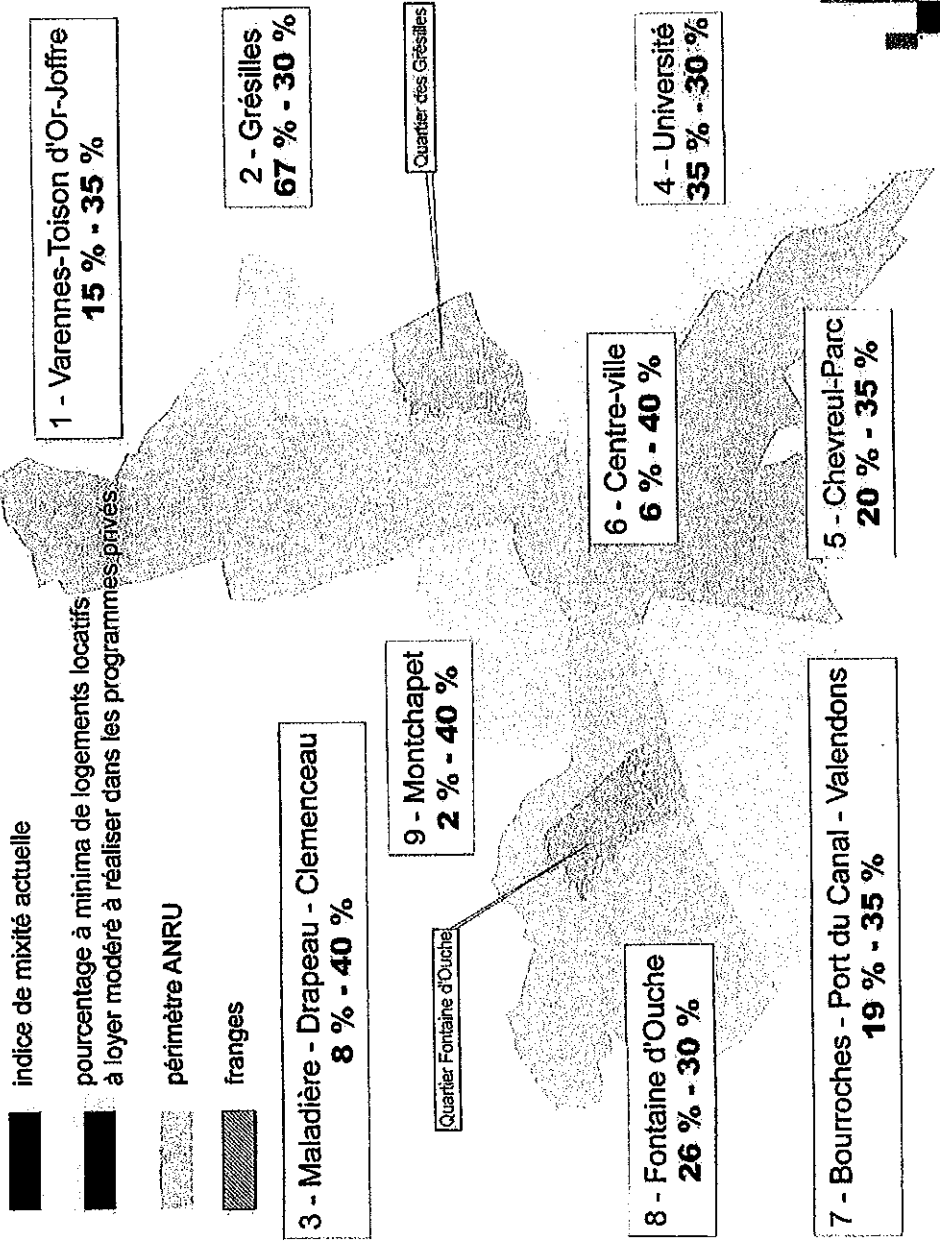 indice de mixité actuelle
pourcentage à minima de logements locatifs
à loyer modéré à réaliser dans les programmes privés
périmètre ANRU
franges
1 - Varennes-Toison d'Or-Joffre
15 % - 35 %
2 - Grésilles
67 % - 30 %
Quartier des Grésilles
3 - Maladière - Drapeau - Clemenceau
8 % - 40 %
9 - Montchapet
2 % - 40 %
Quartier Fontaine d'Ouche
6 - Centre-ville
6 % - 40 %
4 - Université
35 % - 30 %
8 - Fontaine d'Ouche
26 % - 30 %
5 - Chevreul-Parc
20 % - 35 %
7 - Bourroches - Port du Canal - Valendons
19 % - 35 %